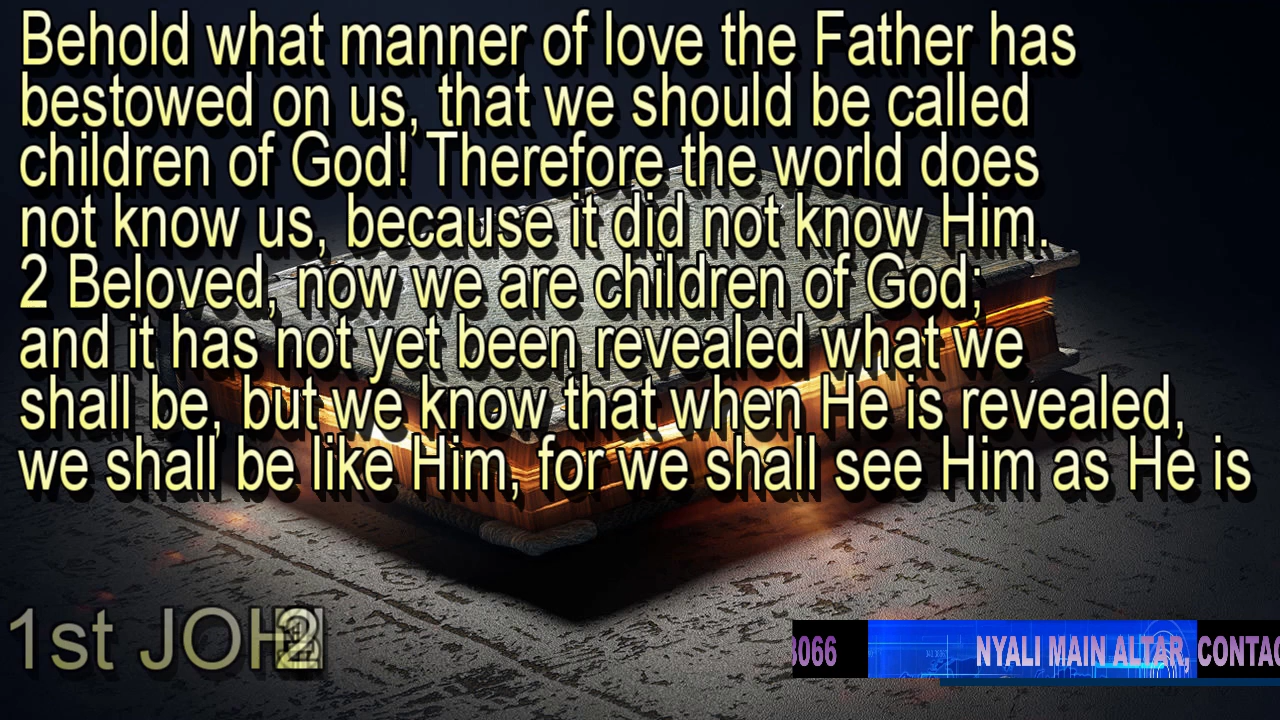 Behold what manner of love the Father has
bestowed on us, that we should be called
children of God! Therefore the world does
not know us, because it did not know Him.
2 Beloved, now we are children of God;
and it has not yet been revealed what we
shall be, but we know that when He is revealed,
we shall be like Him, for we shall see Him as He is
1st
3066 NYALI MAIN ALTAR,